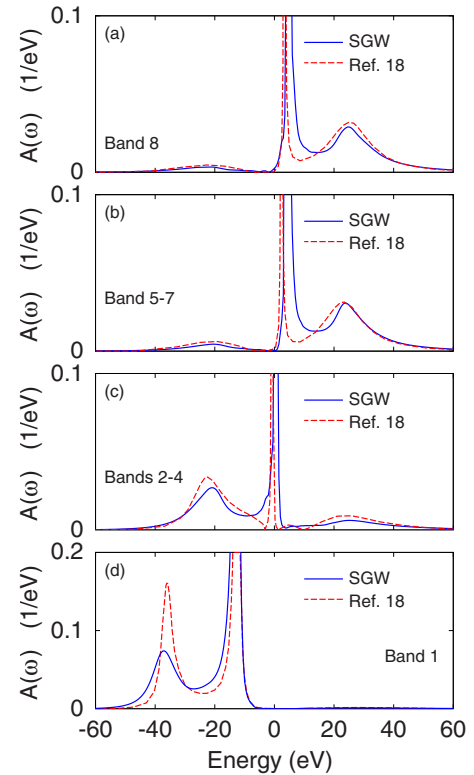 0.1
(a)
SGW
Ref. 18
A(ω) (1/eV)
Band 8
0
0.1
(b)
SGW
Ref. 18
A(ω) (1/eV)
Band 5-7
0
0.1
(c)
SGW
Ref. 18
A(ω) (1/eV)
Bands 2-4
0
0.2
(d)
SGW
Ref. 18
A(ω) (1/eV)
0.1
Band 1
0
-60 -40 -20 0 20 40 60
Energy (eV)